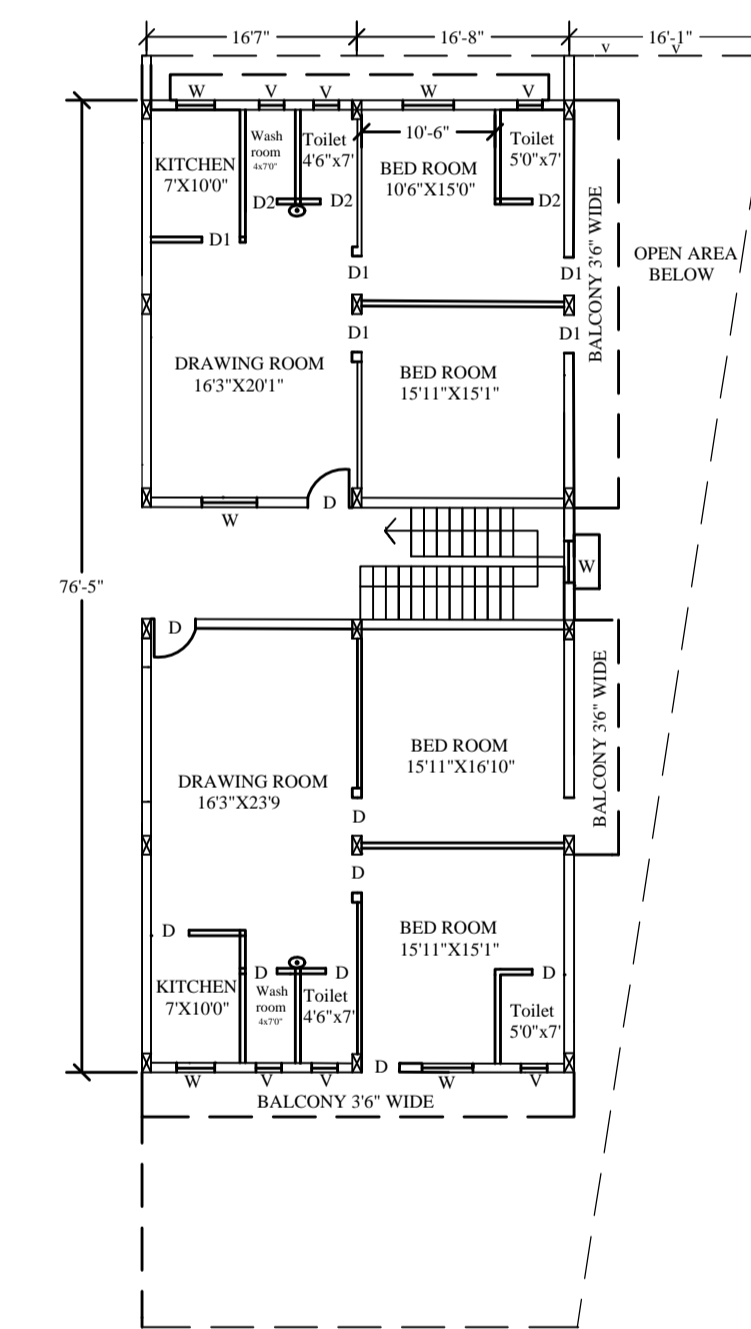 16'7" 16'-8" 16'-1"
v v
W V V W V
KITCHEN
7'X10'0"
Wash
room
4x7'0"
Toilet
4'6"x7'
10'-6"
BED ROOM
10'6"X15'0"
Toilet
5'0"x7'
D2 D2 D2
D1
D1 D1
D1 D1
BALCONY 3'6" WIDE
OPEN AREA
BELOW
DRAWING ROOM
16'3"X20'1"
BED ROOM
15'11"X15'1"
D
W
W
76'-5"
D
BED ROOM
15'11"X16'10"
BALCONY 3'6" WIDE
DRAWING ROOM
16'3"X23'9
D
D
D
BED ROOM
15'11"X15'1"
KITCHEN
7'X10'0"
D D D
Wash
room
4x7'0"
Toilet
4'6"x7'
Toilet
5'0"x7'
D
W V V W V
BALCONY 3'6" WIDE